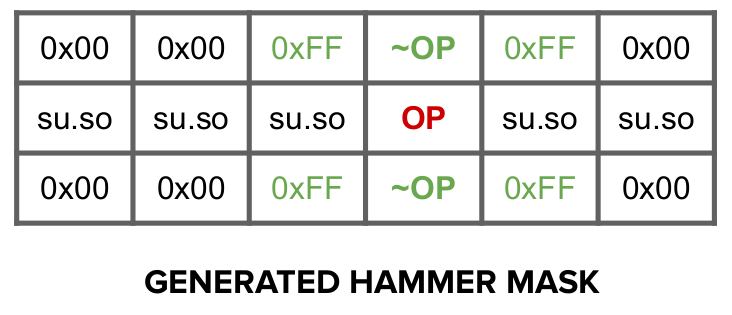 0x00 0x00 0xFF ~OP 0xFF 0x00
su.so su.so su.so OP su.so su.so
0x00 0x00 0xFF ~OP 0xFF 0x00
GENERATED HAMMER MASK